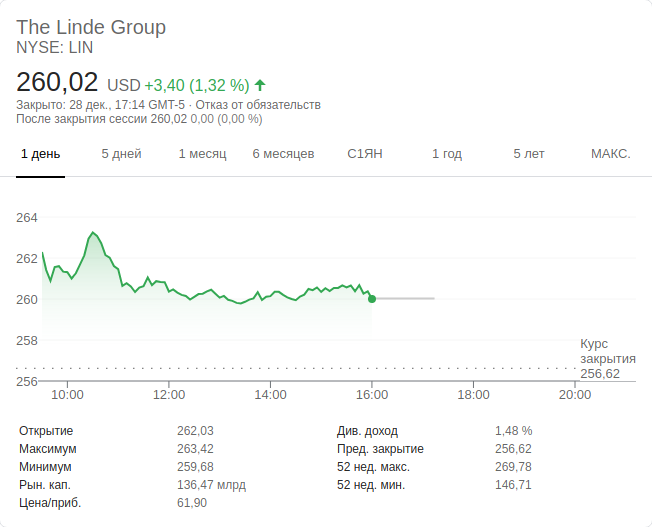 The Linde Group
NYSE: LIN
260,02 USD +3,40 (1,32 %) ↑
Закрыто: 28 дек., 17:14 GMT-5 · Отказ от обязательств
После закрытия сессии 260,02 0,00 (0,00 %)
1 день 5 дней 1 месяц 6 месяцев С1ЯН 1 год 5 лет МАКС.
264
262
260
258
Курс
закрытия
256,62
256
10:00 12:00 14:00 16:00 18:00 20:00
Открытие 262,03 Див. доход 1,48 %
Максимум 263,42 Пред. закрытие 256,62
Минимум 259,68 52 нед. макс. 269,78
Рын. кап. 136,47 млрд 52 нед. мин. 146,71
Цена/приб. 61,90